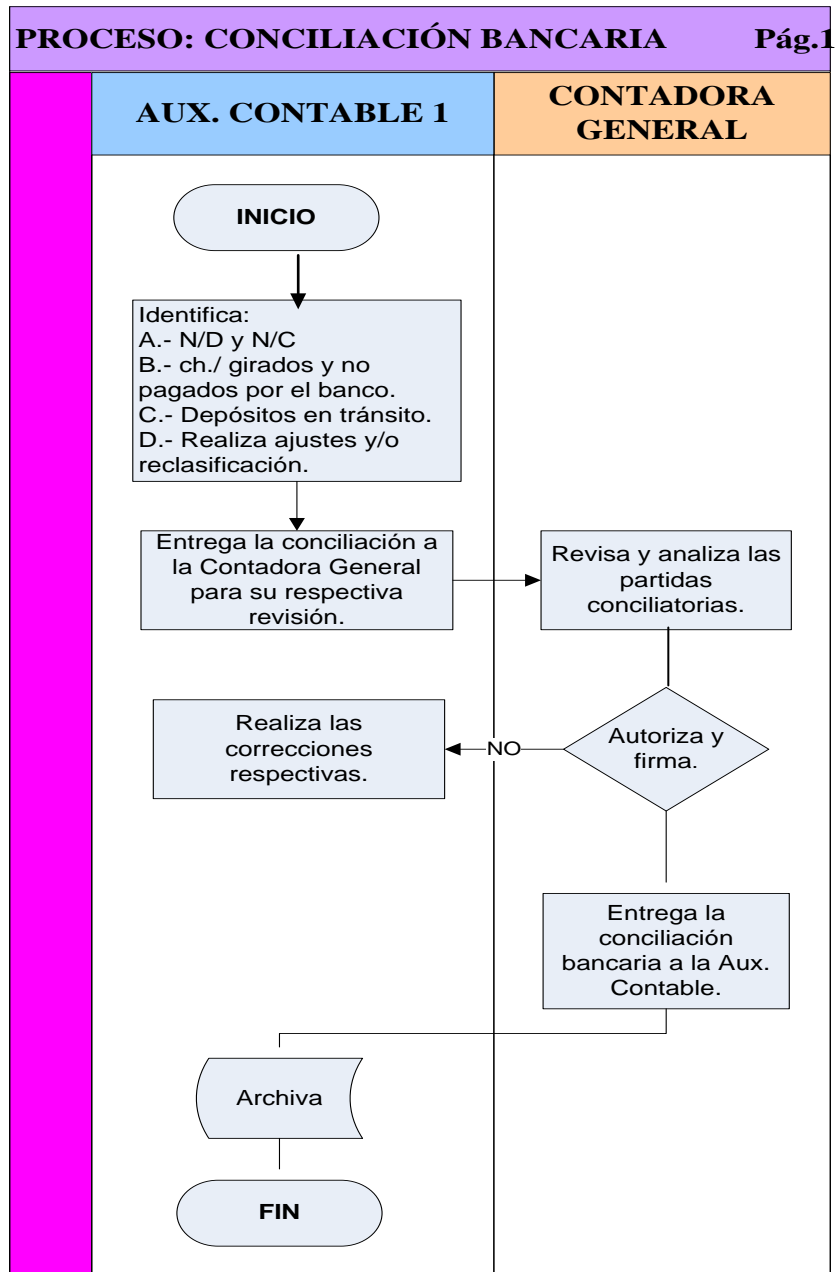 PROCESO: CONCILIACIÓN BANCARIA Pág.1
AUX. CONTABLE 1
CONTADORA
GENERAL
INICIO
Identifica:
A.- N/D y N/C
B.- ch./ girados y no
pagados por el banco.
C.- Depósitos en tránsito.
D.- Realiza ajustes y/o
reclasificación.
Entrega la conciliación a
la Contadora General
para su respectiva
revisión.
Revisa y analiza las
partidas
conciliatorias.
Autoriza y
firma.
NO
Realiza las
correcciones
respectivas.
Entrega la
conciliación
bancaria a la Aux.
Contable.
Archiva
FIN